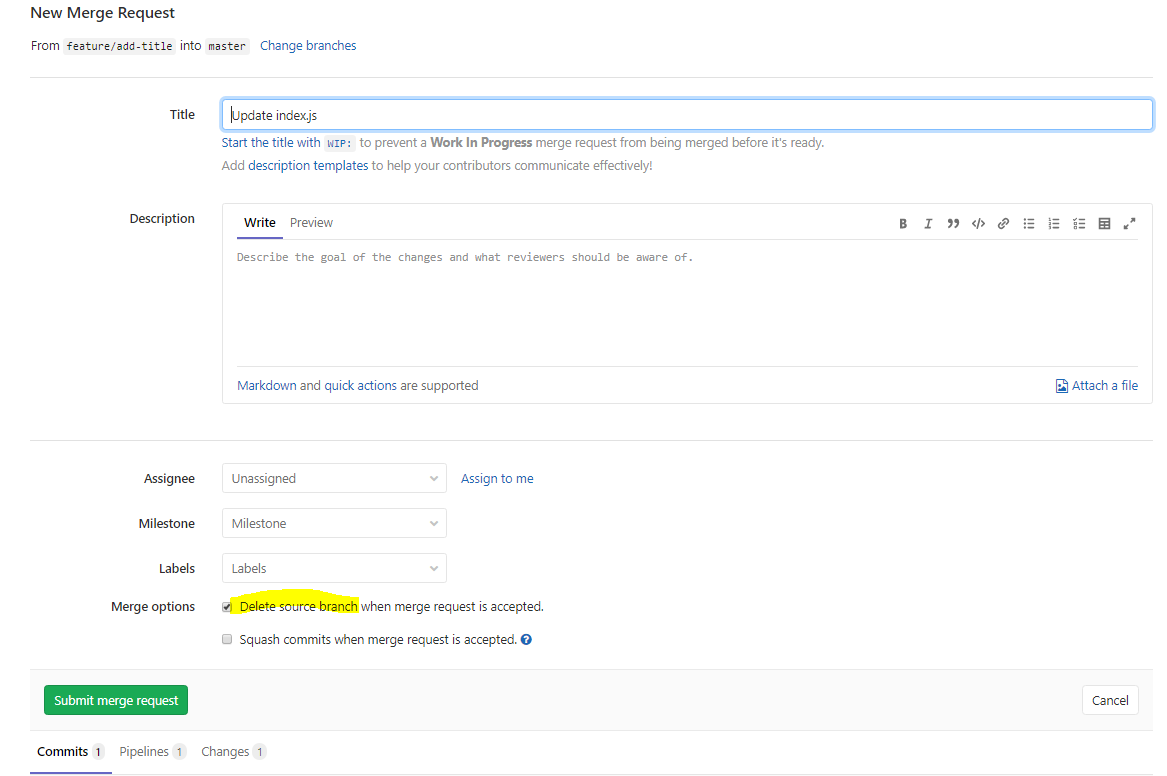 New Merge Request
From feature/add-title into master Change branches
Title
Update index.js
Start the title with WIP: to prevent a Work In Progress merge request from being merged before it's ready.
Add description templates to help your contributors communicate effectively!
Description
Write Preview
Describe the goal of the changes and what reviewers should be aware of.
Markdown and quick actions are supported
Attach a file
Assignee Unassigned Assign to me
Milestone Milestone
Labels Labels
Merge options Delete source branch when merge request is accepted.
Squash commits when merge request is accepted.
Submit merge request Cancel
Commits 1 Pipelines 1 Changes 1